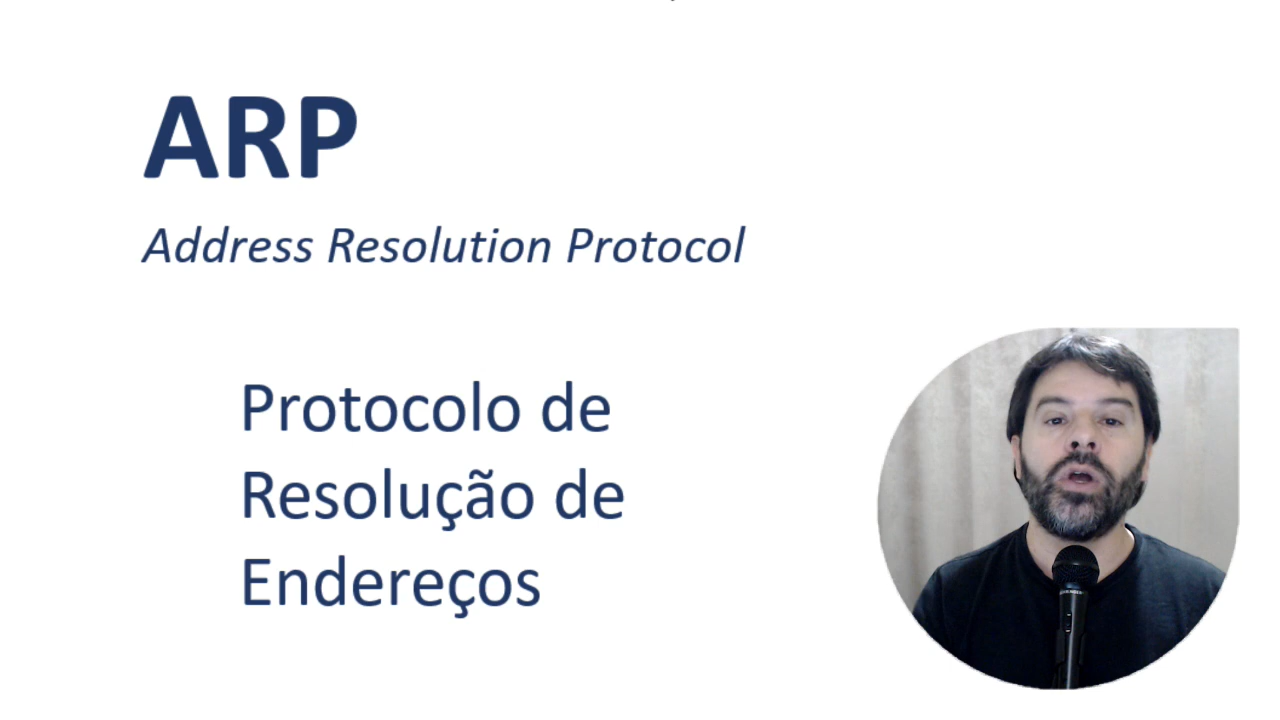 ARP
Address Resolution Protocol
Protocolo de
Resolução de
Endereços